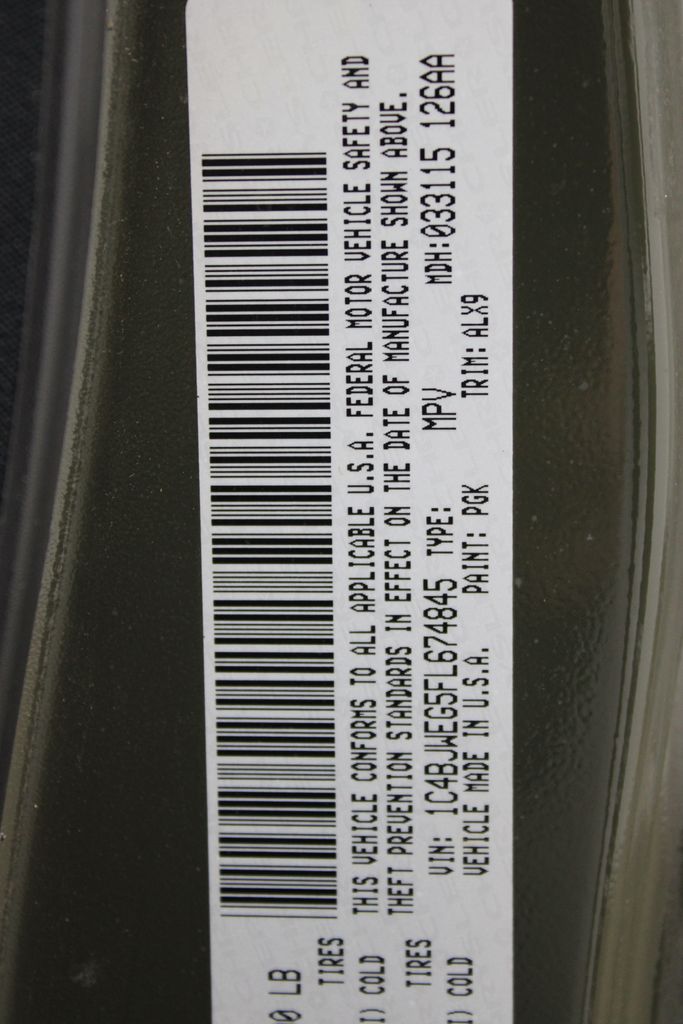 THIS VEHICLE CONFORMS TO ALL APPLICABLE U.S.A. FEDERAL MOTOR VEHICLE SAFETY AND
THEFT PREVENTION STANDARDS IN EFFECT ON THE DATE OF MANUFACTURE SHOWN ABOVE.
VIN: 1C4BJWEG5FL674845 TYPE: MPV MDH:033115 126AA
VEHICLE MADE IN U.S.A. PAINT: PGK TRIM: ALX9
0 LB
TIRES
I) COLD
TIRES
I) COLD